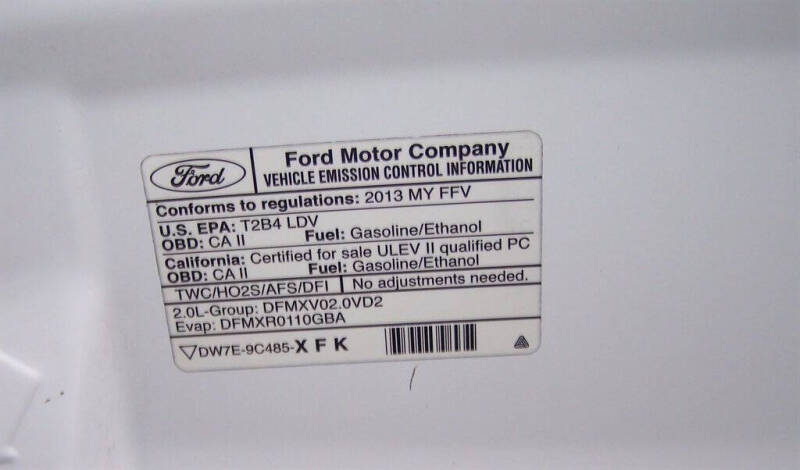 Ford
Ford Motor Company
VEHICLE EMISSION CONTROL INFORMATION
Conforms to regulations: 2013 MY FFV
U.S. EPA: T2B4 LDV
OBD: CA II Fuel: Gasoline/Ethanol
California: Certified for sale ULEV II qualified PC
OBD: CA II Fuel: Gasoline/Ethanol
TWC/HO2S/AFS/DFI No adjustments needed.
2.0L-Group: DFMXV02.0VD2
Evap: DFMXR0110GBA
DW7E-9C485-X F K